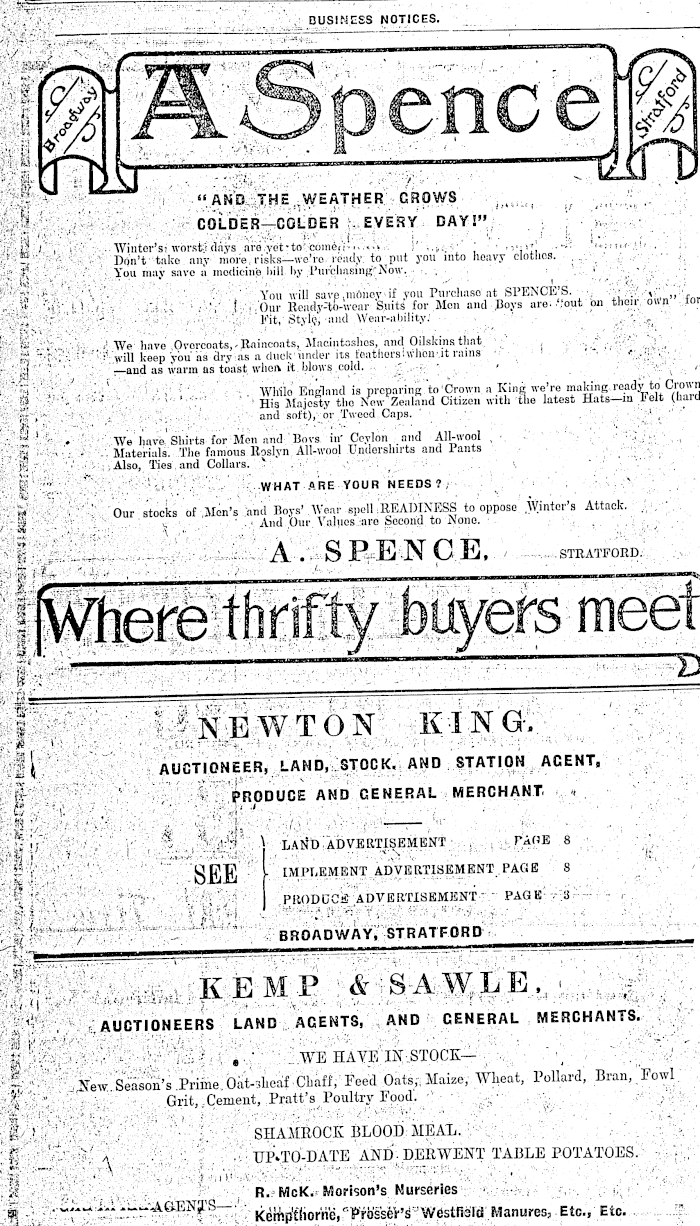 BUSINESS NOTICES.
Broadway
A Spence
Stratford
"AND THE WEATHER GROWS
COLDER—COLDER EVERY DAY!"
Winter's worst days are yet to come,
Don't take any more risks—we're ready to put you into heavy clothes.
You may save a medicine bill by Purchasing Now.
You will save money if you Purchase at SPENCE'S.
Our Ready-to-wear Suits for Men and Boys are "out on their own" for
Fit, Style, and Wear-ability.
We have Overcoats, Raincoats, Macintoshes, and Oilskins that
will keep you as dry as a duck under its feathers when it rains
—and as warm as toast when it blows cold.
While England is preparing to Crown a King we're making ready to Crown
His Majesty the New Zealand Citizen with the latest Hats—in Felt (hard
and soft), or Tweed Caps.
We have Shirts for Men and Boys in Ceylon and All-wool
Materials. The famous Roslyn All-wool Undershirts and Pants
Also, Ties and Collars.
WHAT ARE YOUR NEEDS?
Our stocks of Men's and Boys' Wear spell READINESS to oppose Winter's Attack.
And Our Values are Second to None.
A. SPENCE, STRATFORD.
Where thrifty buyers meet
NEWTON KING.
AUCTIONEER, LAND, STOCK. AND STATION AGENT,
PRODUCE AND GENERAL MERCHANT
LAND ADVERTISEMENT PAGE 8
SEE IMPLEMENT ADVERTISEMENT PAGE 8
PRODUCE ADVERTISEMENT PAGE 3
BROADWAY, STRATFORD
KEMP & SAWLE,
AUCTIONEERS LAND AGENTS, AND GENERAL MERCHANTS.
WE HAVE IN STOCK—
New Season's Prime Oat-sheaf Chaff, Feed Oats, Maize, Wheat, Pollard, Bran, Fowl
Grit, Cement, Pratt's Poultry Food.
SHAMROCK BLOOD MEAL.
UP-TO-DATE AND DERWENT TABLE POTATOES.
R. McK. Morison's Nurseries
AGENTS—
Kempthorne, Prosser's Westfield Manures, Etc., Etc.